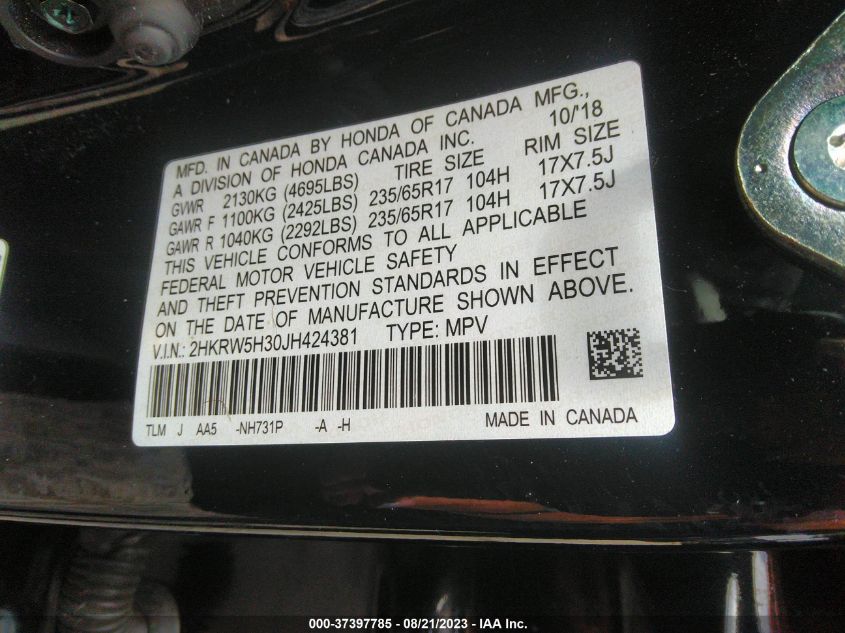 MFD. IN CANADA BY HONDA OF CANADA MFG.,
A DIVISION OF HONDA CANADA INC. 10/'18
GVWR 2130KG (4695LBS) TIRE SIZE RIM SIZE
GAWR F 1100KG (2425LBS) 235/65R17 104H 17X7.5J
GAWR R 1040KG (2292LBS) 235/65R17 104H 17X7.5J
THIS VEHICLE CONFORMS TO ALL APPLICABLE
FEDERAL MOTOR VEHICLE SAFETY
AND THEFT PREVENTION STANDARDS IN EFFECT
ON THE DATE OF MANUFACTURE SHOWN ABOVE.
V.I.N.: 2HKRW5H30JH424381 TYPE: MPV
TLM J AA5 -NH731P -A -H MADE IN CANADA
000-37397785 - 08/21/2023 - IAA Inc.